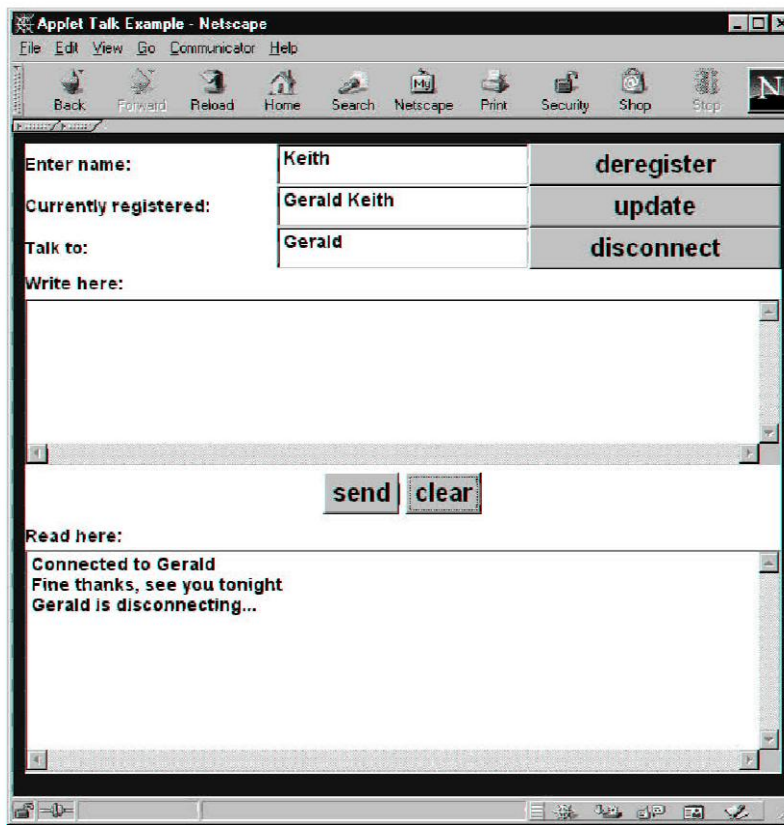 Applet Talk Example - Netscape
File Edit View Go Communicator Help
My
N
Back Forward Reload Home Search Netscape Print Security Shop Stop
Enter name: Keith deregister
Currently registered: Gerald Keith update
Talk to: Gerald disconnect
Write here:
send clear
Read here:
Connected to Gerald
Fine thanks, see you tonight
Gerald is disconnecting...